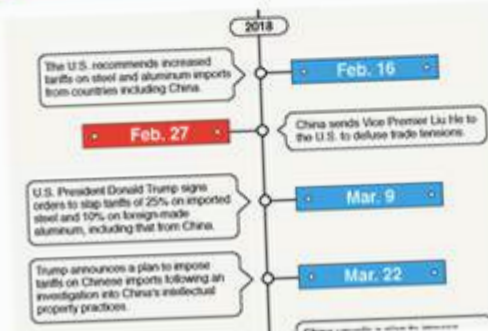 2018
The U.S. recommends increased
tariffs on steel and aluminum imports
from countries including China.
Feb. 16
Feb. 27
China sends Vice Premier Liu He to
the U.S. to defuse trade tensions.
U.S. President Donald Trump signs
orders to slap tariffs of 25% on imported
steel and 10% on foreign-made
aluminum, including that from China.
Mar. 9
Trump announces a plan to impose
tariffs on Chinese imports following an
investigation into China's intellectual
property practices.
Mar. 22